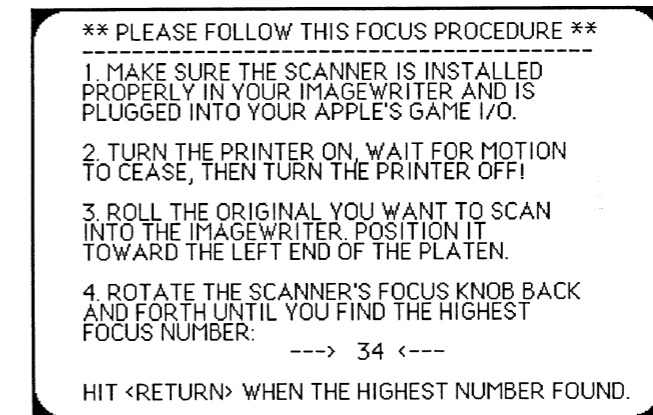 ** PLEASE FOLLOW THIS FOCUS PROCEDURE **
-------------------------------------------
1. MAKE SURE THE SCANNER IS INSTALLED
PROPERLY IN YOUR IMAGEWRITER AND IS
PLUGGED INTO YOUR APPLE'S GAME I/O.
2. TURN THE PRINTER ON, WAIT FOR MOTION
TO CEASE, THEN TURN THE PRINTER OFF!
3. ROLL THE ORIGINAL YOU WANT TO SCAN
INTO THE IMAGEWRITER. POSITION IT
TOWARD THE LEFT END OF THE PLATEN.
4. ROTATE THE SCANNER'S FOCUS KNOB BACK
AND FORTH UNTIL YOU FIND THE HIGHEST
FOCUS NUMBER:
---> 34 <---
HIT <RETURN> WHEN THE HIGHEST NUMBER FOUND.